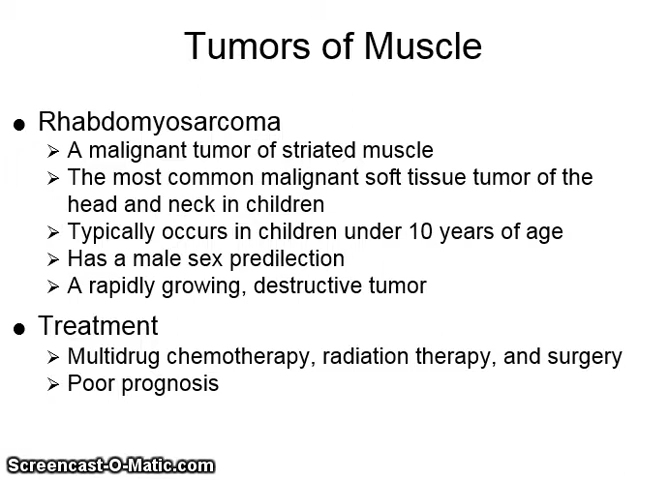 Tumors of Muscle
● Rhabdomyosarcoma
➢ A malignant tumor of striated muscle
➢ The most common malignant soft tissue tumor of the
head and neck in children
➢ Typically occurs in children under 10 years of age
➢ Has a male sex predilection
➢ A rapidly growing, destructive tumor
● Treatment
➢ Multidrug chemotherapy, radiation therapy, and surgery
➢ Poor prognosis
Screencast-O-Matic.com